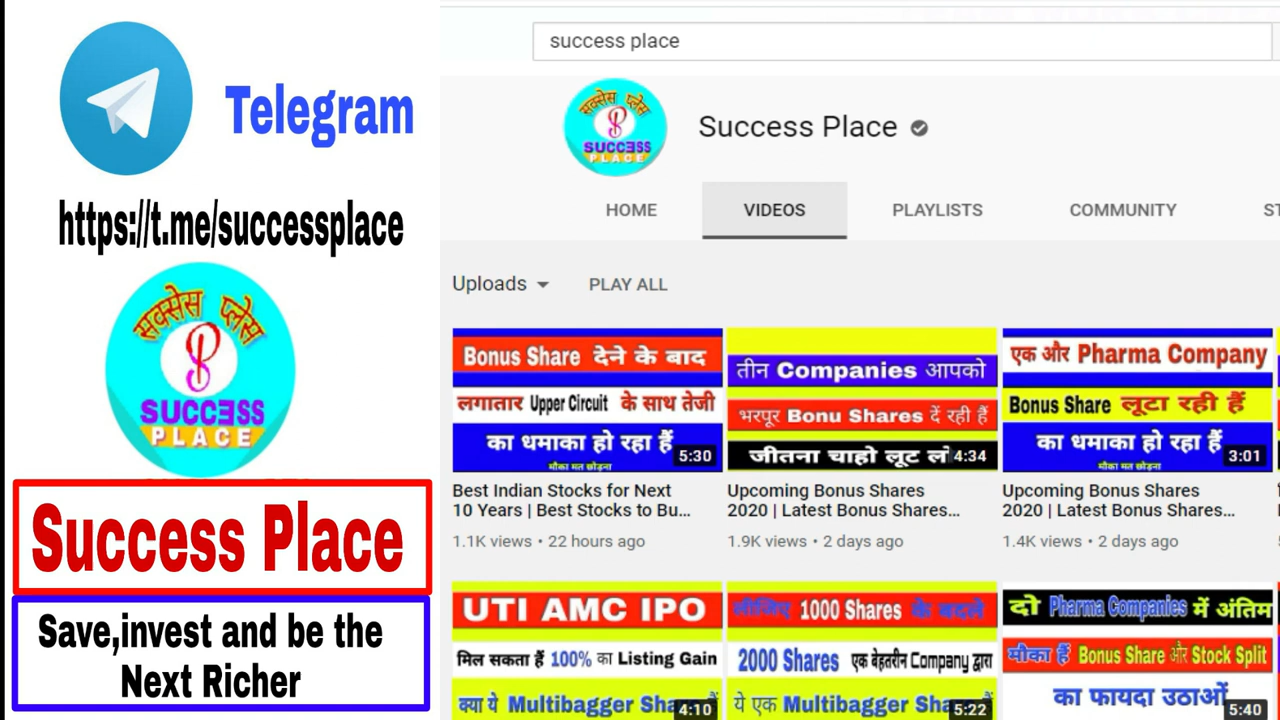 Telegram
https://t.me/successplace
सक्सेस प्लेस
SUCCESS
PLACE
Success Place
Save,invest and be the
Next Richer
success place
सक्सेस प्लेस
SUCCESS
PLACE
Success Place
HOME
VIDEOS
PLAYLISTS
COMMUNITY
ST
Uploads
PLAY ALL
Bonus Share देने के बाद
लगातार Upper Circuit के साथ तेजी
का धमाका हो रहा हैं
मौका मत छोड़ना
5:30
Best Indian Stocks for Next
10 Years | Best Stocks to Bu...
1.1K views • 22 hours ago
तीन Companies आपको
भरपूर Bonu Shares दें रही हैं
जीतना चाहो लूट लो
4:34
Upcoming Bonus Shares
2020 | Latest Bonus Shares...
1.9K views • 2 days ago
एक और Pharma Company
Bonus Share लूटा रही हैं
का धमाका हो रहा हैं
मौका मत छोड़ना
3:01
Upcoming Bonus Shares
2020 | Latest Bonus Shares...
1.4K views • 2 days ago
UTI AMC IPO
मिल सकता हैं 100% का Listing Gain
क्या ये Multibagger Sha
4:10
लीजिए 1000 Shares के बदले
2000 Shares एक बेहतरीन Company द्वारा
ये एक Multibagger Sha
5:22
दो Pharma Companies में अंतिम
मौका हैं Bonus Share और Stock Split
का फायदा उठाओं
5:40